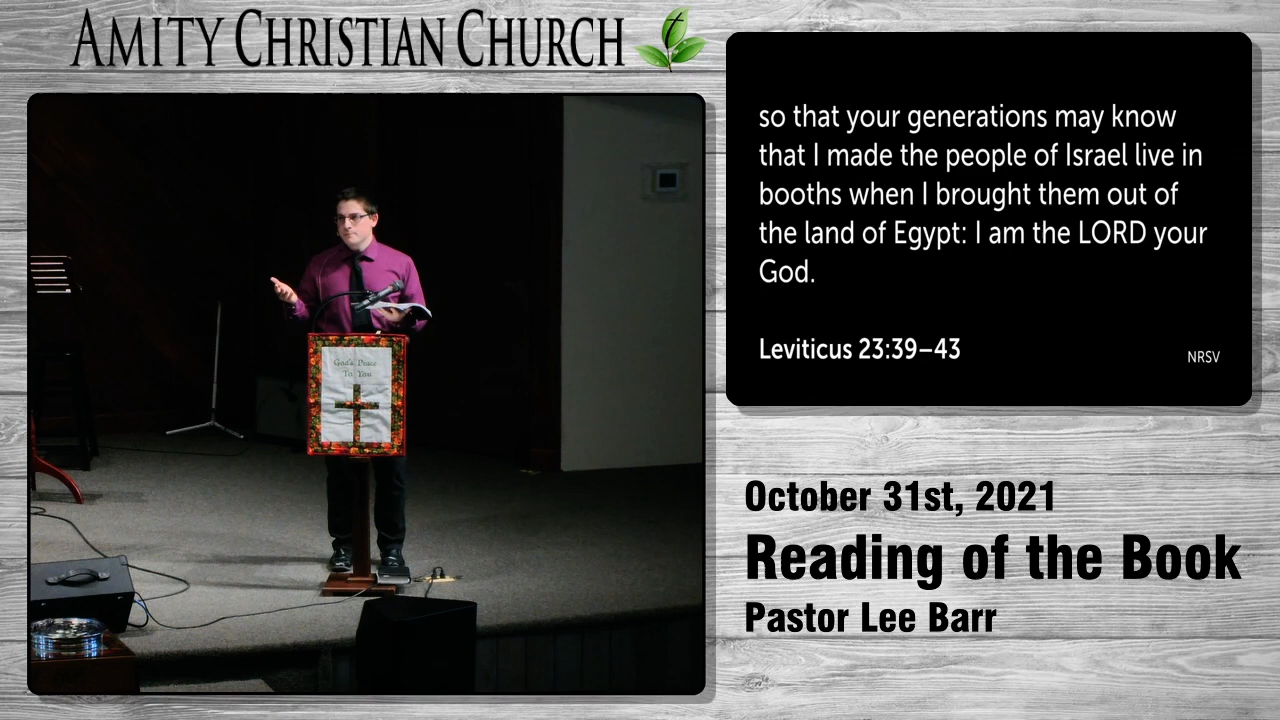 AMITY CHRISTIAN CHURCH
so that your generations may know
that I made the people of Israel live in
booths when I brought them out of
the land of Egypt: I am the LORD your
God.
Leviticus 23:39–43
NRSV
God's Peace
To You
October 31st, 2021
Reading of the Book
Pastor Lee Barr